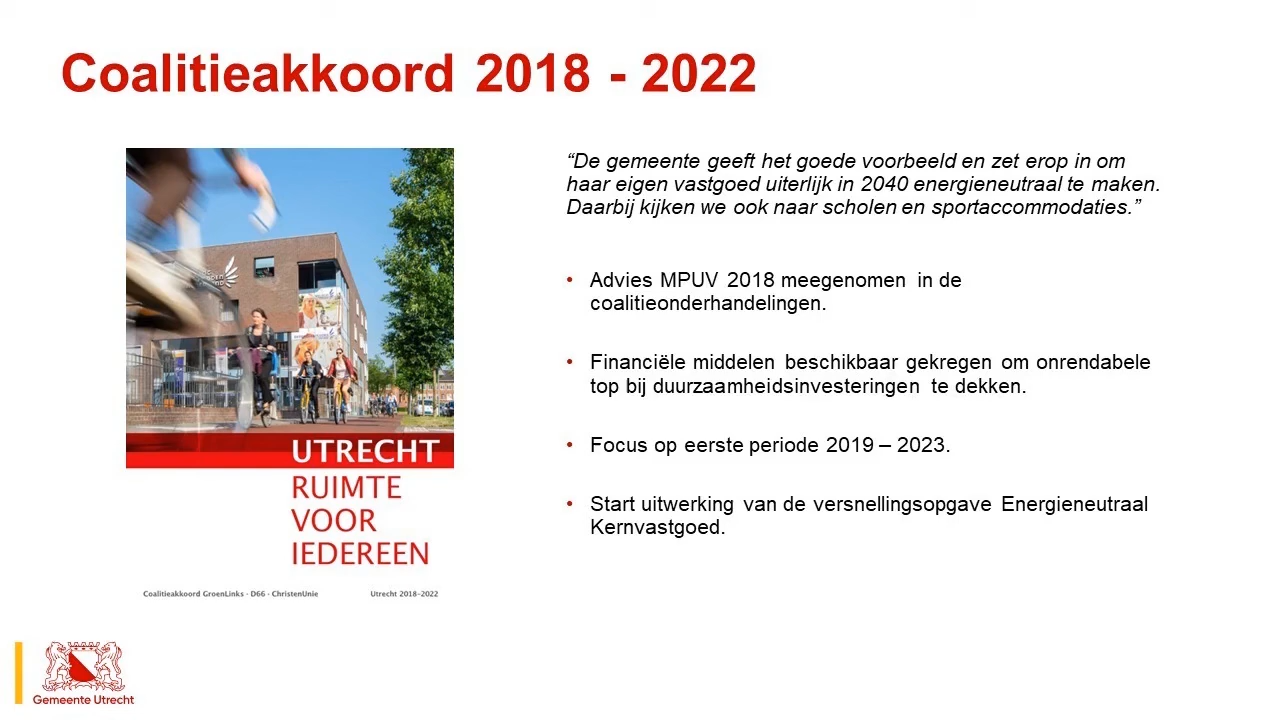 Coalitieakkoord 2018 - 2022
“De gemeente geeft het goede voorbeeld en zet erop in om
haar eigen vastgoed uiterlijk in 2040 energieneutraal te maken.
Daarbij kijken we ook naar scholen en sportaccommodaties.”
• Advies MPUV 2018 meegenomen in de
coalitieonderhandelingen.
• Financiële middelen beschikbaar gekregen om onrendabele
top bij duurzaamheidsinvesteringen te dekken.
• Focus op eerste periode 2019 – 2023.
• Start uitwerking van de versnellingsopgave Energieneutraal
Kernvastgoed.
UTRECHT
RUIMTE
VOOR
IEDEREEN
Coalitieakkoord GroenLinks · D66 · ChristenUnie
Utrecht 2018-2022
Gemeente Utrecht